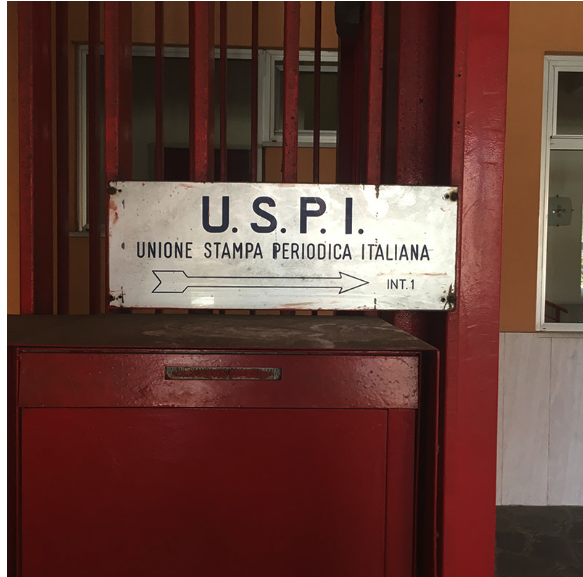 U.S.P.I.
UNIONE STAMPA PERIODICA ITALIANA
INT.1